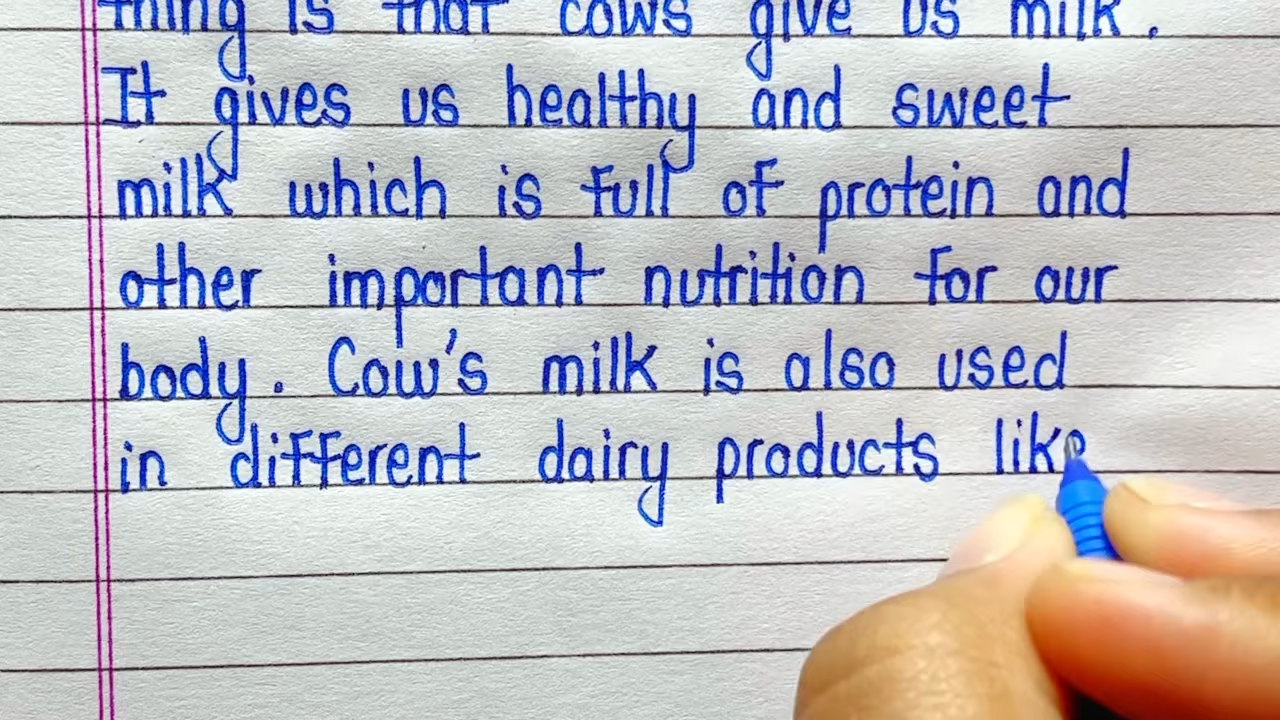 thing is that cows give us milk.
It gives us healthy and sweet
milk which is full of protein and
other important nutrition for our
body. Cow's milk is also used
in different dairy products like